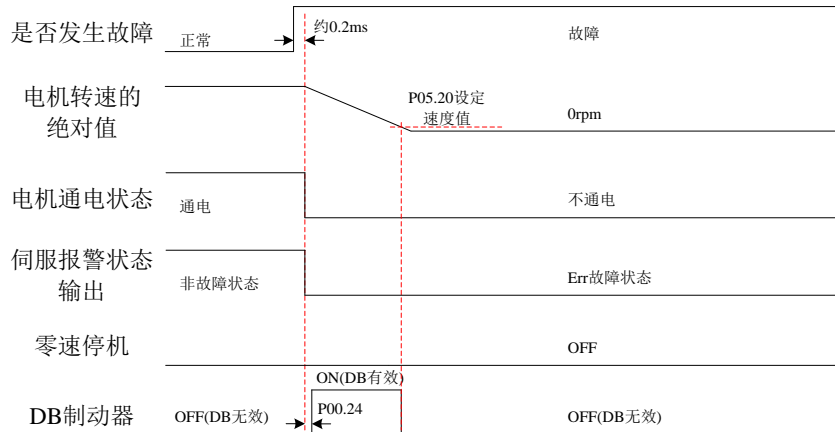 是否发生故障
正常
约0.2ms
故障
电机转速的
绝对值
P05.20设定
速度值
0rpm
电机通电状态
通电
不通电
伺服报警状态
输出
非故障状态
Err故障状态
零速停机
OFF
ON(DB有效)
DB制动器
OFF(DB无效)
P00.24
OFF(DB无效)